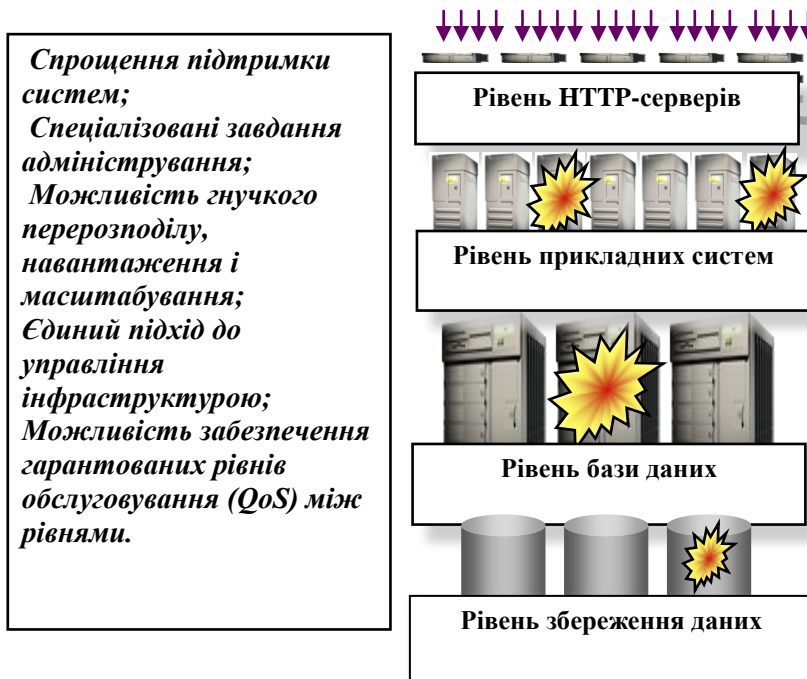 Спрощення підтримки
систем;
Спеціалізовані завдання
адміністрування;
Можливість гнучкого
перерозподілу,
навантаження і
масштабування;
Єдиний підхід до
управління
інфраструктурою;
Можливість забезпечення
гарантованих рівнів
обслуговування (QoS) між
рівнями.
Рівень HTTP-серверів
Рівень прикладних систем
Рівень бази даних
Рівень збереження даних